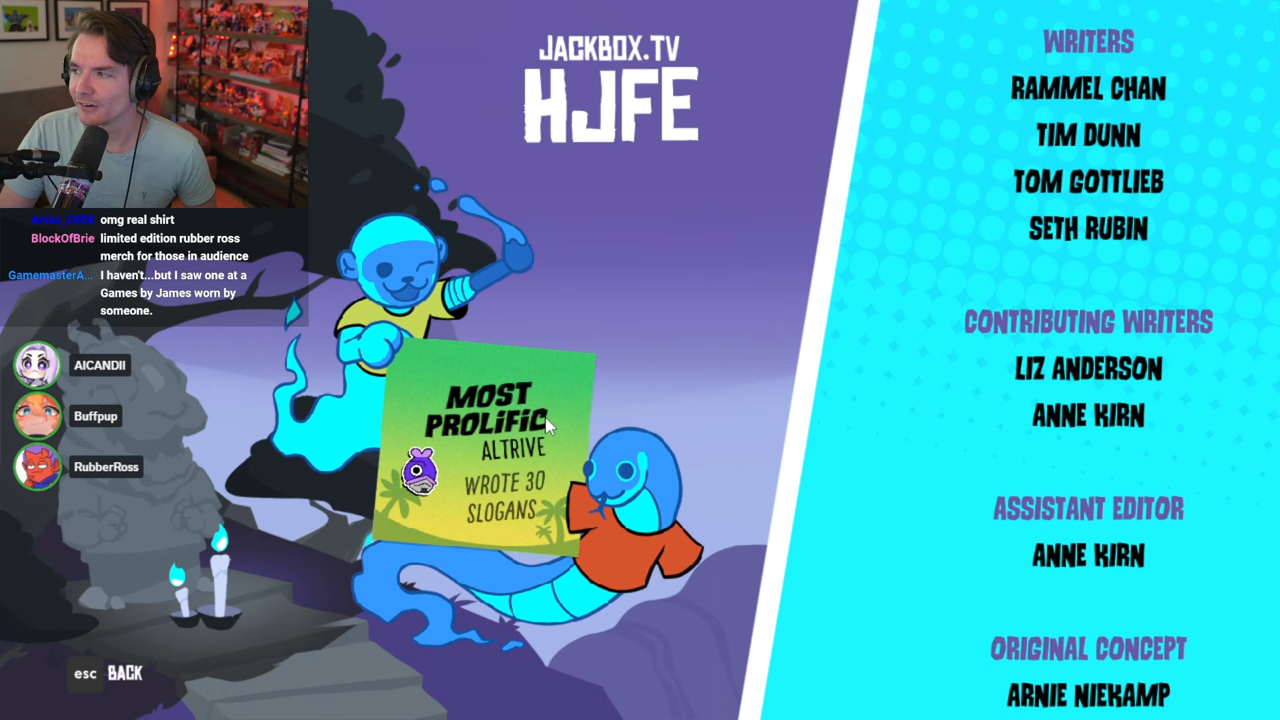 JACKBOX.TV
HJFE
omg real shirt
BlockOfBrie limited edition rubber ross
merch for those in audience
GamemasterA... I haven't...but I saw one at a
Games by James worn by
someone.
AICANDII
Buffpup
RubberRoss
MOST
PROLIFIC
ALTRIVE
WROTE 30
SLOGANS
esc BACK
WRITERS
RAMMEL CHAN
TIM DUNN
TOM GOTTLIEB
SETH RUBIN
CONTRIBUTING WRITERS
LIZ ANDERSON
ANNE KIRN
ASSISTANT EDITOR
ANNE KIRN
ORIGINAL CONCEPT
ARNIE NIEKAMP